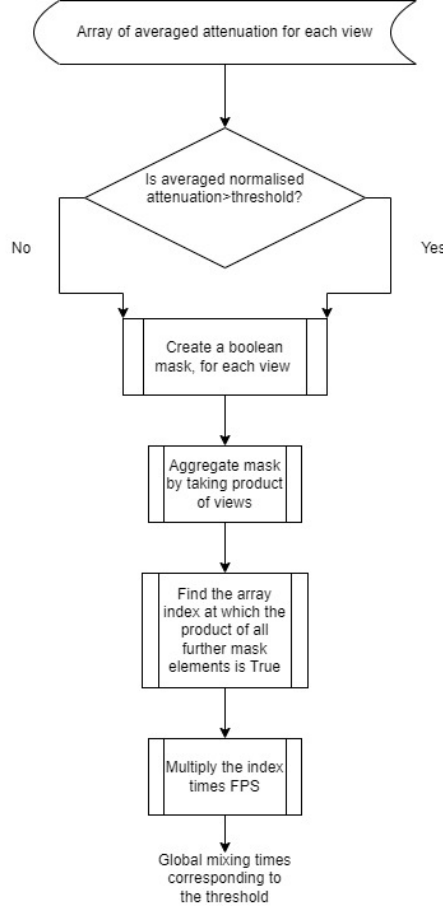 Array of averaged attenuation for each view
Is averaged normalised
attenuation>threshold?
No
Yes
Create a boolean
mask, for each view
Aggregate mask
by taking product
of views
Find the array
index at which the
product of all
further mask
elements is True
Multiply the index
times FPS
Global mixing times
corresponding to
the threshold